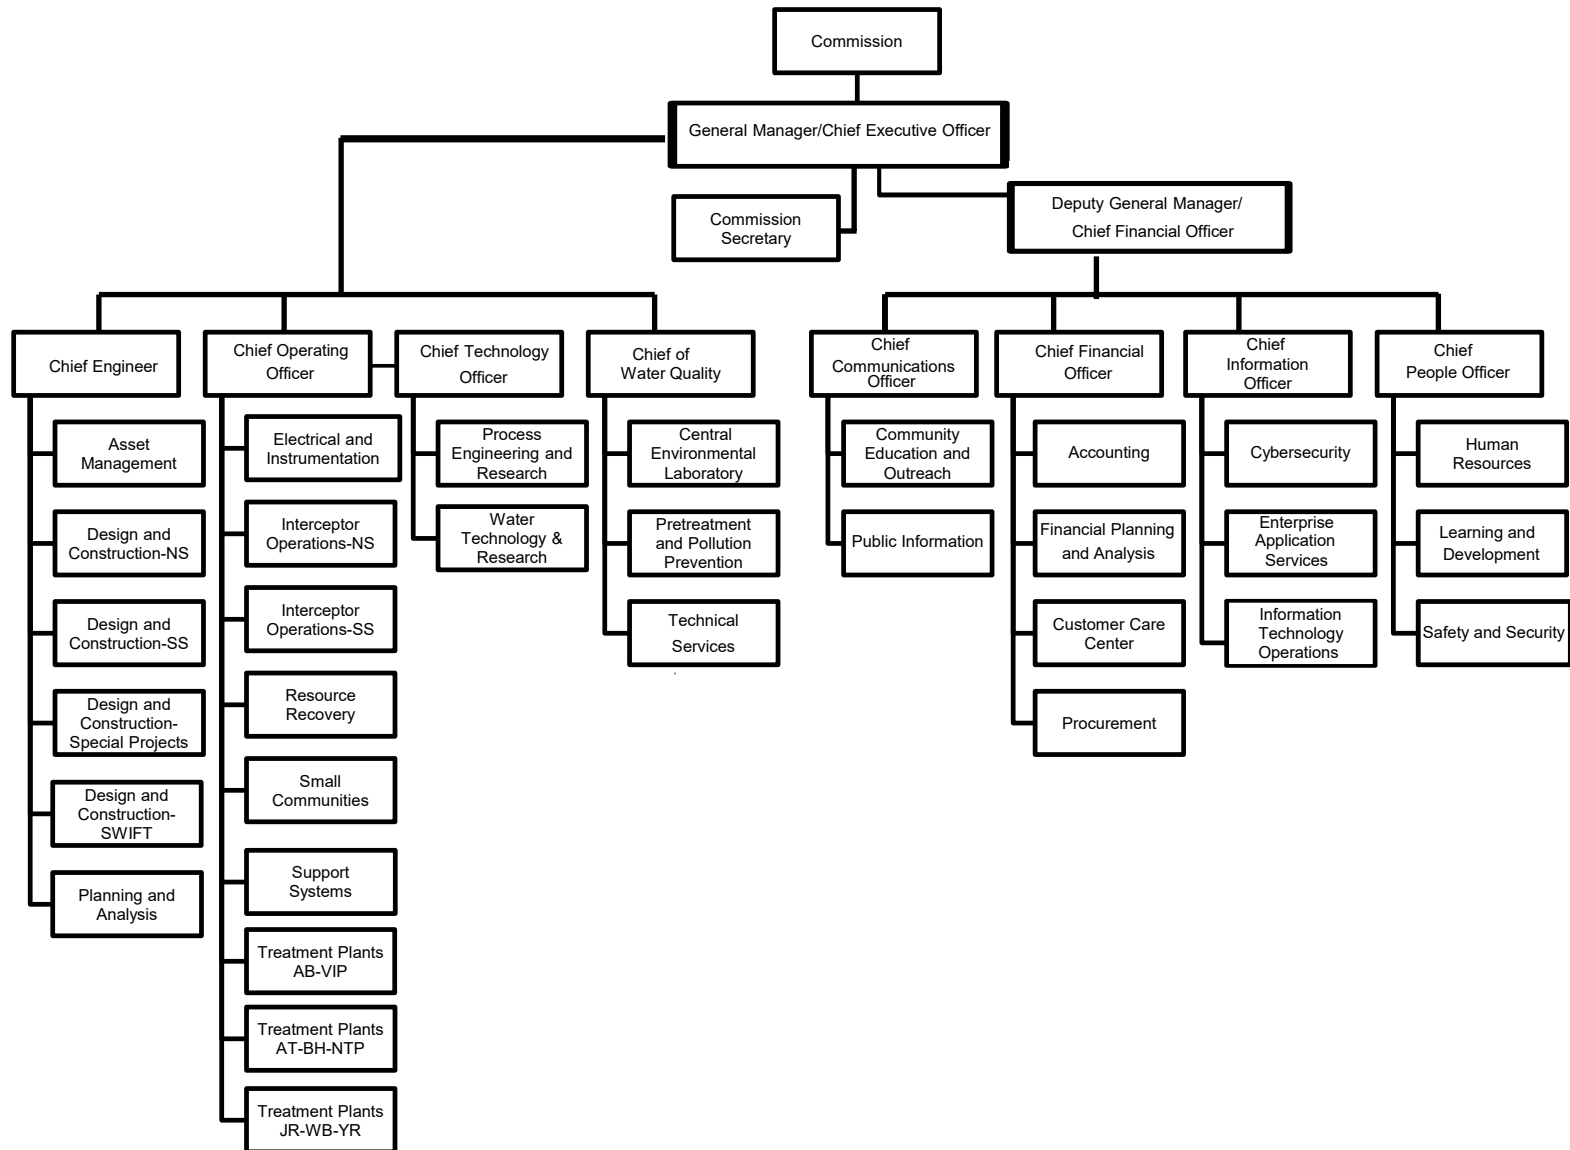 Commission
General Manager/Chief Executive Officer
Commission
Secretary
Deputy General Manager/
Chief Financial Officer
Chief Engineer
Chief Operating
Officer
Chief Technology
Officer
Chief of
Water Quality
Chief
Communications
Officer
Chief Financial
Officer
Chief
Information
Officer
Chief
People Officer
Asset
Management
Design and
Construction-NS
Design and
Construction-SS
Design and
Construction-
Special Projects
Design and
Construction-
SWIFT
Planning and
Analysis
Electrical and
Instrumentation
Interceptor
Operations-NS
Interceptor
Operations-SS
Resource
Recovery
Small
Communities
Support
Systems
Treatment Plants
AB-VIP
Treatment Plants
AT-BH-NTP
Treatment Plants
JR-WB-YR
Process
Engineering and
Research
Water
Technology &
Research
Central
Environmental
Laboratory
Pretreatment
and Pollution
Prevention
Technical
Services
Community
Education and
Outreach
Public Information
Accounting
Financial Planning
and Analysis
Customer Care
Center
Procurement
Cybersecurity
Enterprise
Application
Services
Information
Technology
Operations
Human
Resources
Learning and
Development
Safety and Security